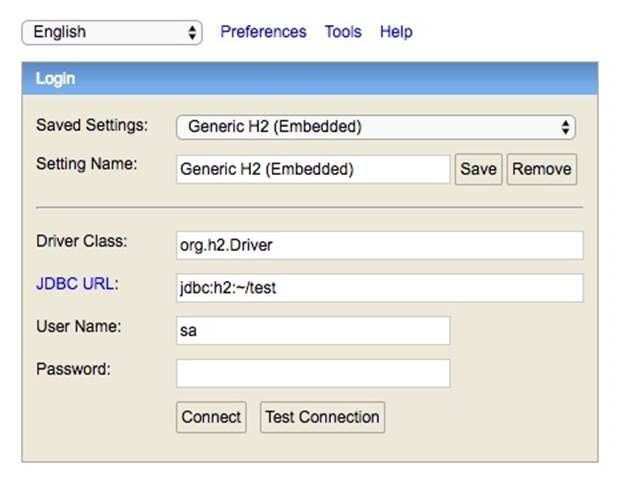 English Preferences Tools Help
Login
Saved Settings: Generic H2 (Embedded)
Setting Name: Generic H2 (Embedded) Save Remove
Driver Class: org.h2.Driver
JDBC URL: jdbc:h2:~/test
User Name: sa
Password:
Connect Test Connection